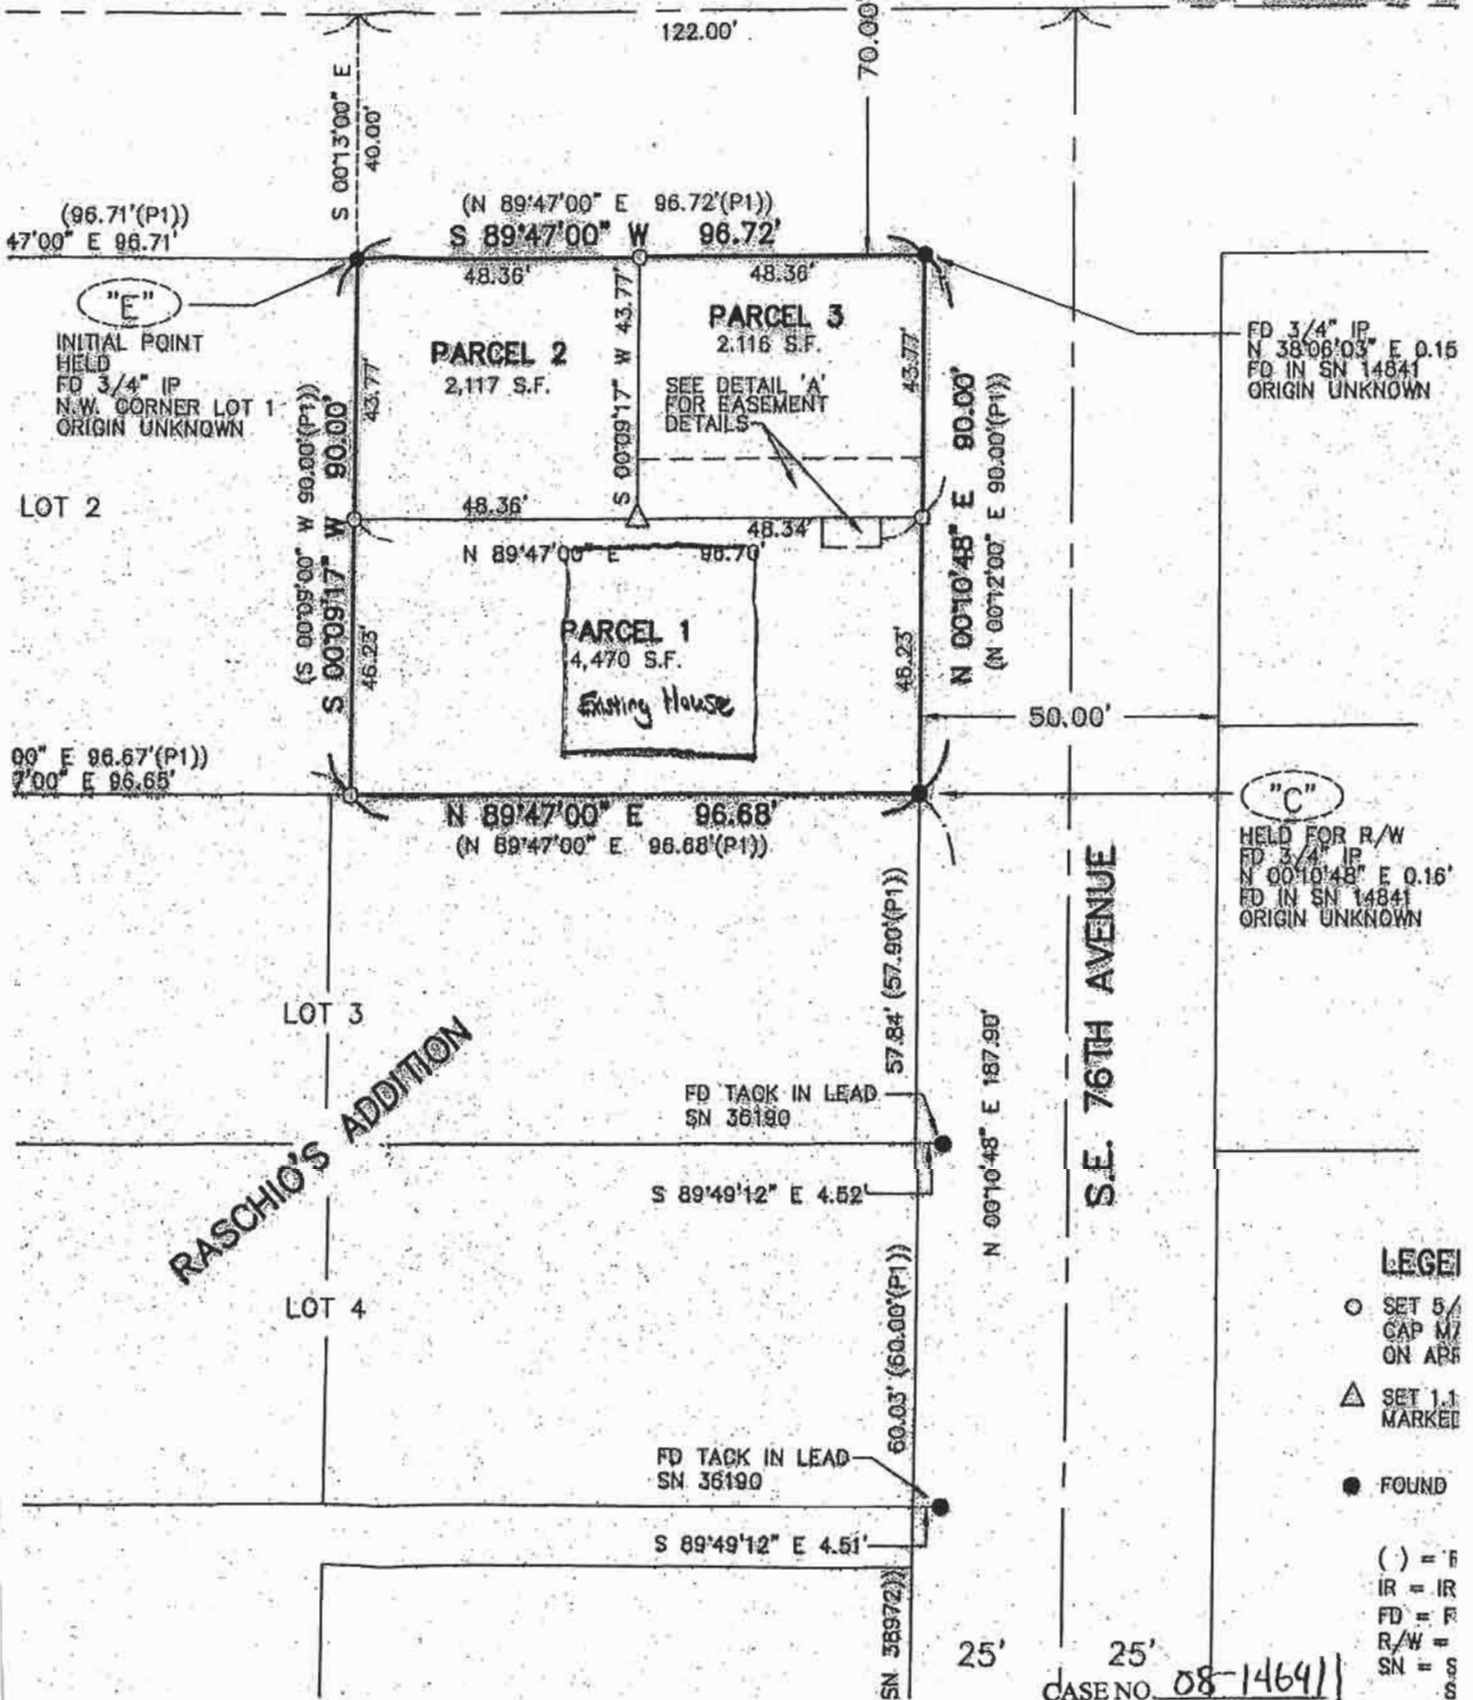 122.00'
70.00'
S 00°13'00" E
40.00'
(96.71'(P1))
47'00" E 96.71'
(N 89°47'00" E 96.72'(P1))
S 89°47'00" W 96.72'
48.36'
48.36'
"E"
INITIAL POINT
HELD
FD 3/4" IP
N.W. CORNER LOT 1
ORIGIN UNKNOWN
PARCEL 2
2,117 S.F.
43.77'
S 00°09'17" W 43.77'
PARCEL 3
2.116 S.F.
43.77'
SEE DETAIL 'A'
FOR EASEMENT
DETAILS
FD 3/4" IP
N 38°06'03" E 0.15
FD IN SN 14841
ORIGIN UNKNOWN
(S 00°09'00" W 90.00'(P1))
S 00°09'17" W 90.00'
N 00°10'48" E 90.00'
(N 00°12'00" E 90.00'(P1))
LOT 2
48.36'
48.34'
N 89°47'00" E 96.70'
46.23'
PARCEL 1
4,470 S.F.
Existing House
46.23'
50.00'
00" E 96.67'(P1))
7'00" E 96.65'
N 89°47'00" E 96.68'
(N 89°47'00" E 96.68'(P1))
"C"
HELD FOR R/W
FD 3/4" IP
N 00°10'48" E 0.16'
FD IN SN 14841
ORIGIN UNKNOWN
57.84' (57.90'(P1))
S.E. 76TH AVENUE
LOT 3
RASCHIO'S ADDITION
N 00°10'48" E 187.90'
FD TACK IN LEAD
SN 36190
S 89°49'12" E 4.52'
LOT 4
60.03' (60.00'(P1))
FD TACK IN LEAD
SN 36190
S 89°49'12" E 4.51'
SN 38972))
25'
25'
LEGE
SET 5/
CAP
ON
SET 1.1
MARKED
FOUND
( ) =
IR = IR
FD =
R/W =
SN =
CASE NO. 08-146411